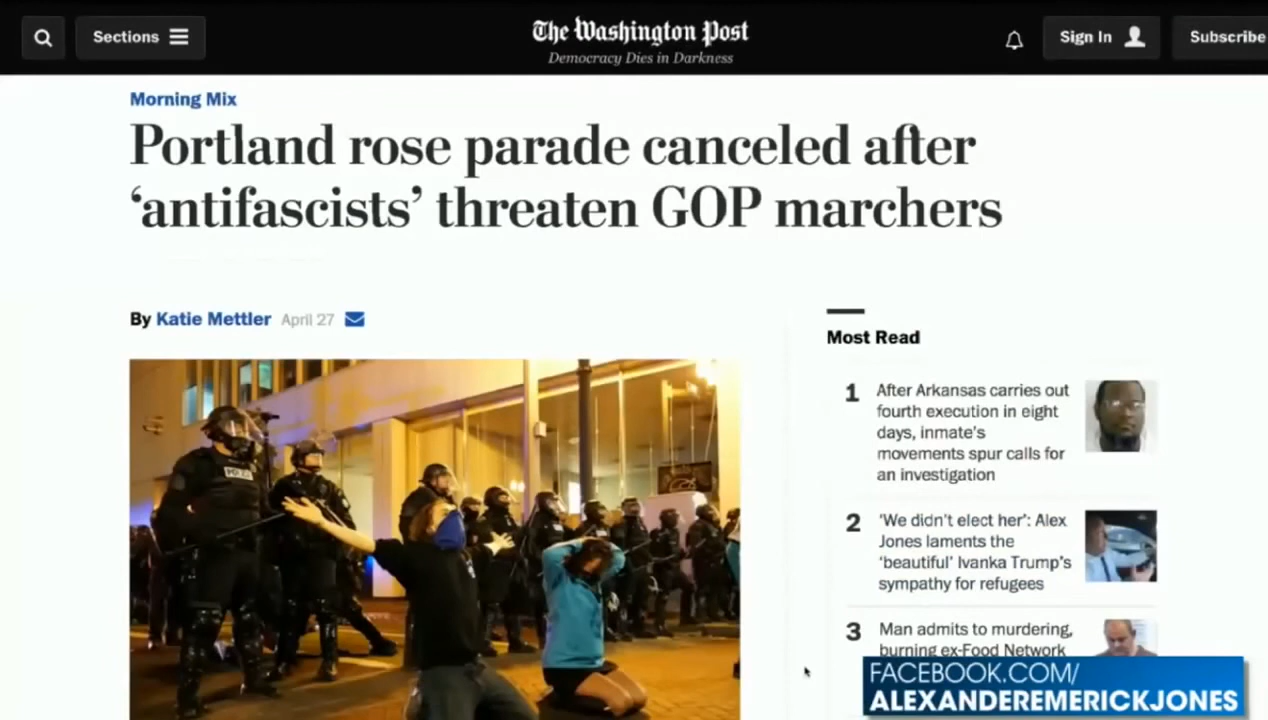 Sections
The Washington Post
Democracy Dies in Darkness
Sign In
Subscribe
Morning Mix
Portland rose parade canceled after
‘antifascists’ threaten GOP marchers
By Katie Mettler April 27
Most Read
1
After Arkansas carries out
fourth execution in eight
days, inmate’s
movements spur calls for
an investigation
2
‘We didn’t elect her’: Alex
Jones laments the
‘beautiful’ Ivanka Trump’s
sympathy for refugees
3
Man admits to murdering,
burning ex-Food Network
POLICE
FACEBOOK.COM/
ALEXANDEREMERICKJONES